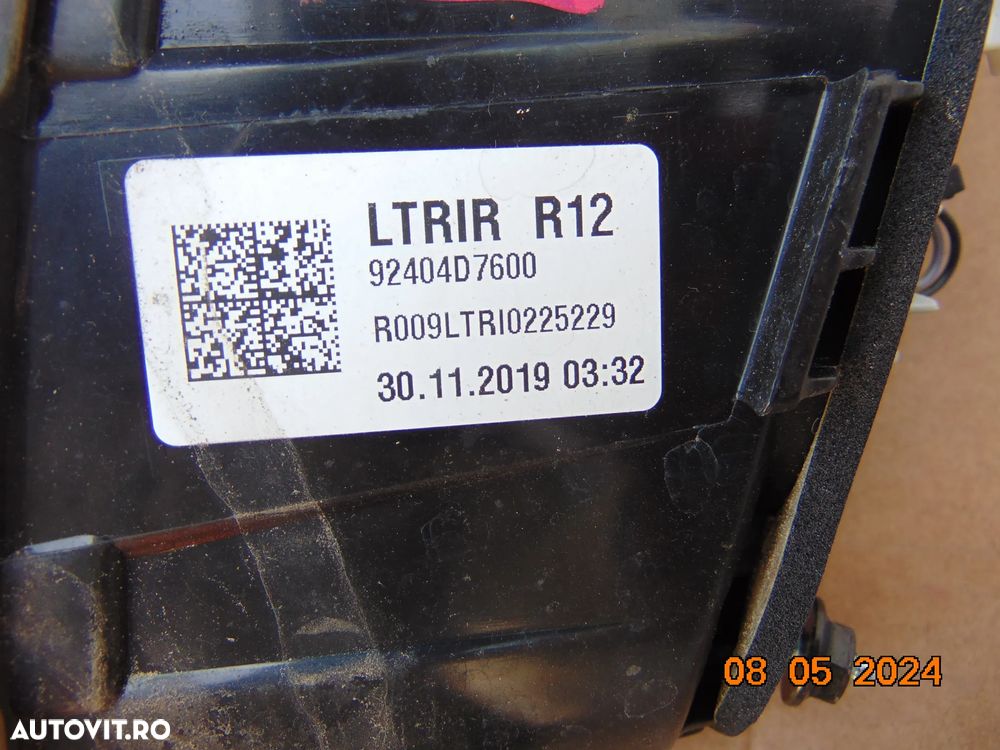 LTRIR R12
92404D7600
R009LTRI0225229
30.11.2019 03:32
08 05 2024
AUTOVIT.RO